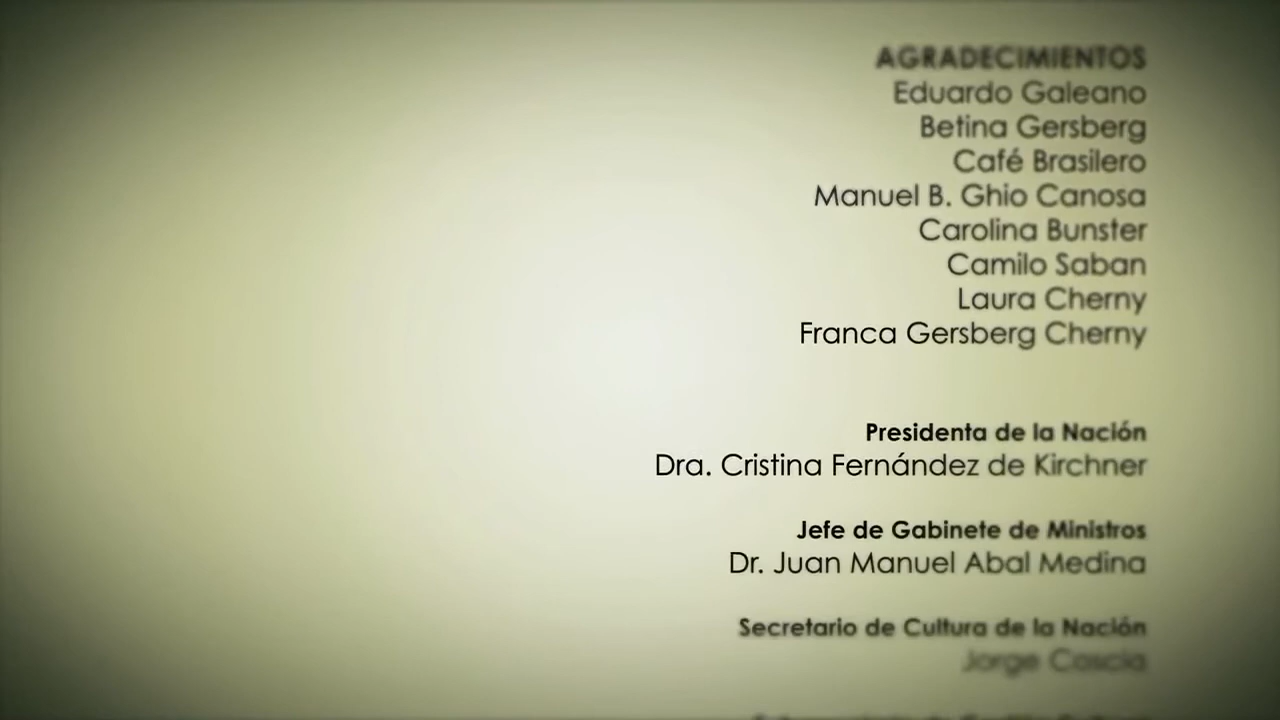 AGRADECIMIENTOS
Eduardo Galeano
Betina Gersberg
Café Brasilero
Manuel B. Ghio Canosa
Carolina Bunster
Camilo Saban
Laura Cherny
Franca Gersberg Cherny
Presidenta de la Nación
Dra. Cristina Fernández de Kirchner
Jefe de Gabinete de Ministros
Dr. Juan Manuel Abal Medina
Secretario de Cultura de la Nación
Jorge Coscia